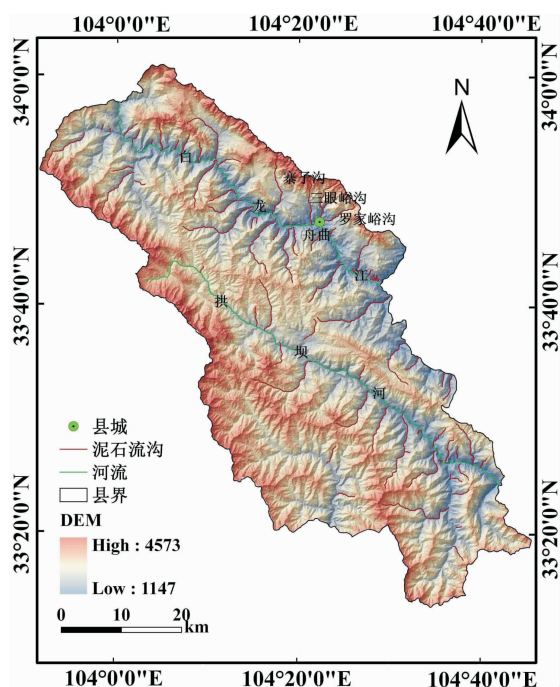 104°0'0"E 104°20'0"E 104°40'0"E
34°0'0"N
34°0'0"N
N
白
寨子沟
三眼峪沟
龙
罗家峪沟
舟曲
江
33°40'0"N
33°40'0"N
拱
坝
河
县城
泥石流沟
河流
县界
DEM
High : 4573
Low : 1147
33°20'0"N
33°20'0"N
0 10 20
km
104°0'0"E 104°20'0"E 104°40'0"E